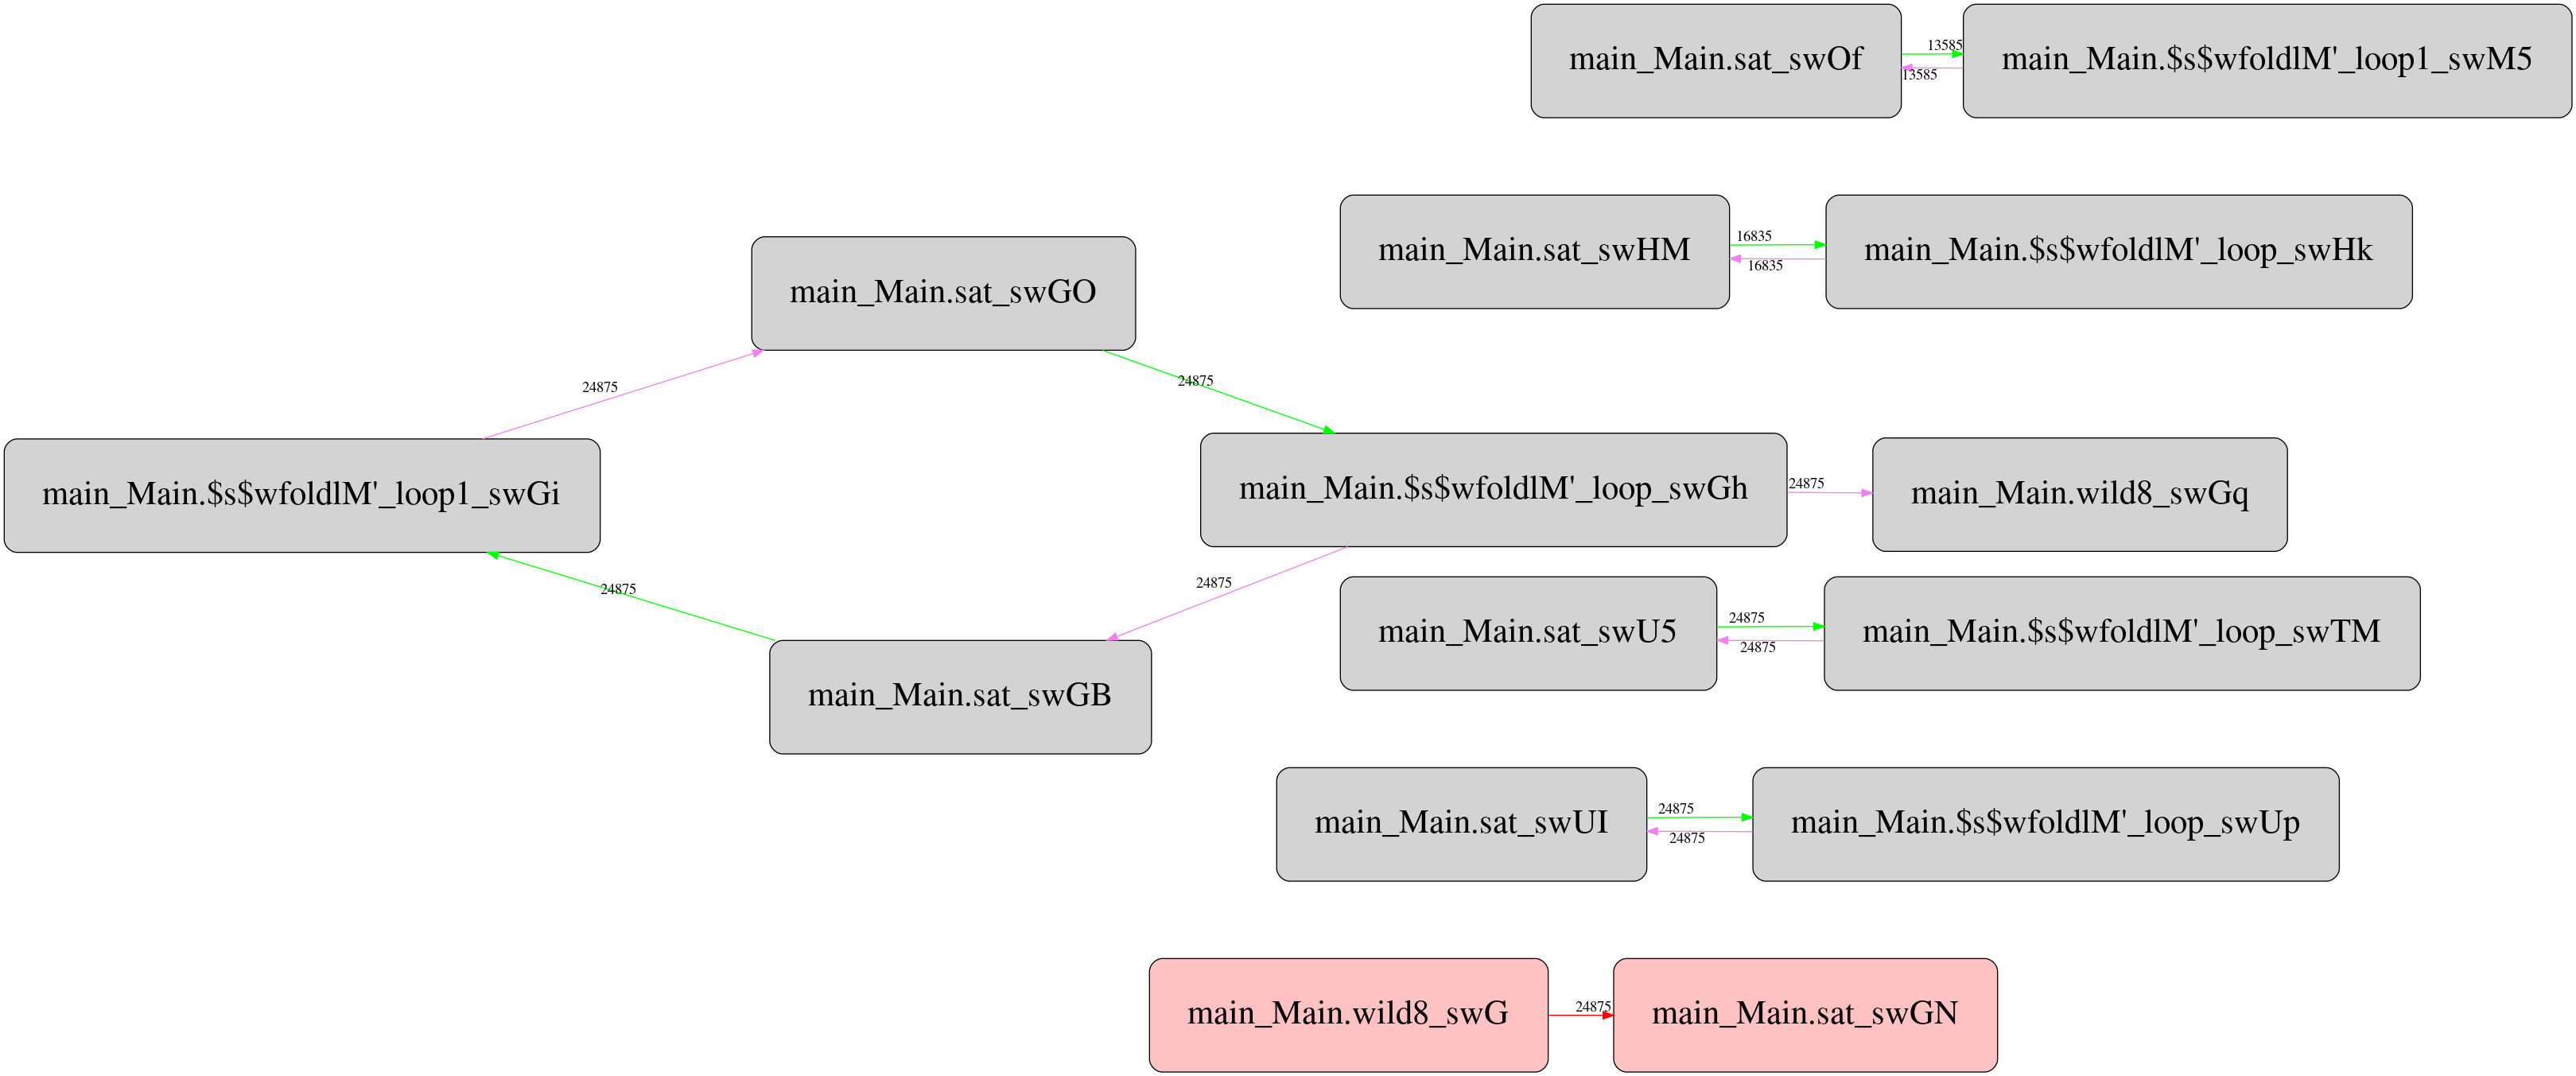 main_Main.sat_swOf
13585
13585
main_Main.$s$wfoldlM'_loop1_swM5
main_Main.sat_swHM
16835
16835
main_Main.$s$wfoldlM'_loop_swHk
main_Main.sat_swGO
24875
24875
main_Main.$s$wfoldlM'_loop1_swGi
main_Main.$s$wfoldlM'_loop_swGh
24875
main_Main.wild8_swGq
24875
24875
main_Main.sat_swGB
main_Main.sat_swU5
24875
24875
main_Main.$s$wfoldlM'_loop_swTM
main_Main.sat_swUI
24875
24875
main_Main.$s$wfoldlM'_loop_swUp
main_Main.wild8_swG
24875
main_Main.sat_swGN